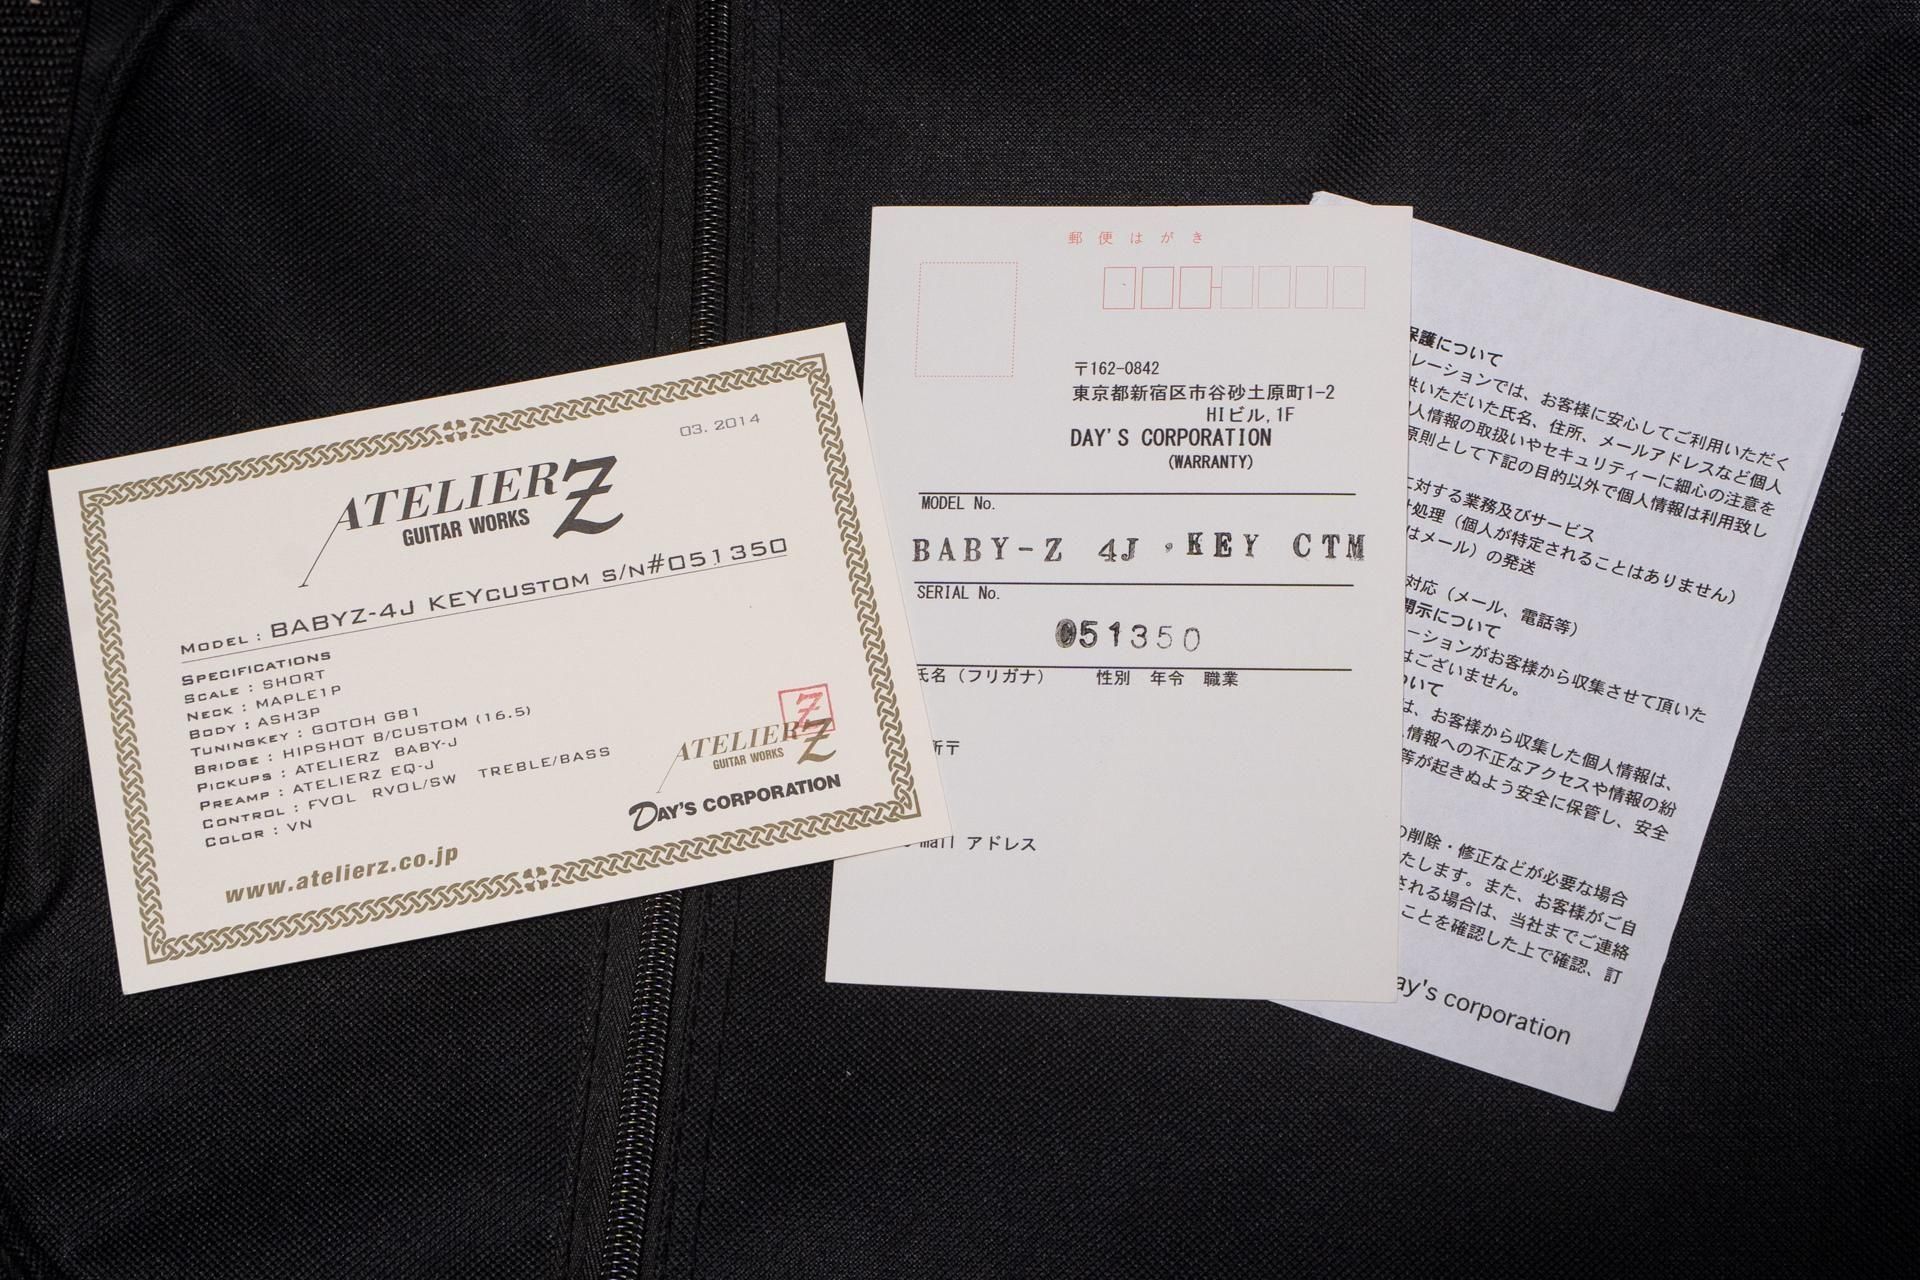 03. 2014
ATELIER Z
GUITAR WORKS
MODEL : BABYZ-4J KEYCUSTOM S/N#051350
SPECIFICATIONS
SCALE : SHORT
NECK : MAPLE1P
BODY : ASH3P
TUNINGKEY : GOTOH GB1
BRIDGE : HIPSHOT B/CUSTOM (16.5)
PICKUPS : ATELIERZ BABY-J
PREAMP : ATELIERZ EQ-J
CONTROL : FVOL RVOL/SW TREBLE/BASS
COLOR : VN
Z
ATELIER Z
GUITAR WORKS
DAY'S CORPORATION
www.atelierz.co.jp
郵便はがき
〒162-0842
東京都新宿区市谷砂土原町1-2
HIビル,1F
DAY'S CORPORATION
(WARRANTY)
MODEL No.
BABY-Z 4J ,KEY CTM
SERIAL No.
051350
氏名(フリガナ) 性別 年令 職業
所〒
mail アドレス
保護について
レーションでは、お客様に安心してご利用いただく
供いただいた氏名、住所、メールアドレスなど個人
人情報の取扱いやセキュリティーに細心の注意を
原則として下記の目的以外で個人情報は利用致し
に対する業務及びサービス
処理(個人が特定されることはありません)
はメール)の発送
対応(メール、電話等)
開示について
ーションがお客様から収集させて頂いた
はございません。
ついて
は、お客様から収集した個人情報は、
情報への不正なアクセスや情報の紛
等が起きぬよう安全に保管し、安全
の削除・修正などが必要な場合
たします。また、お客様がご自
される場合は、当社までご連絡
ことを確認した上で確認、訂
ay's corporation